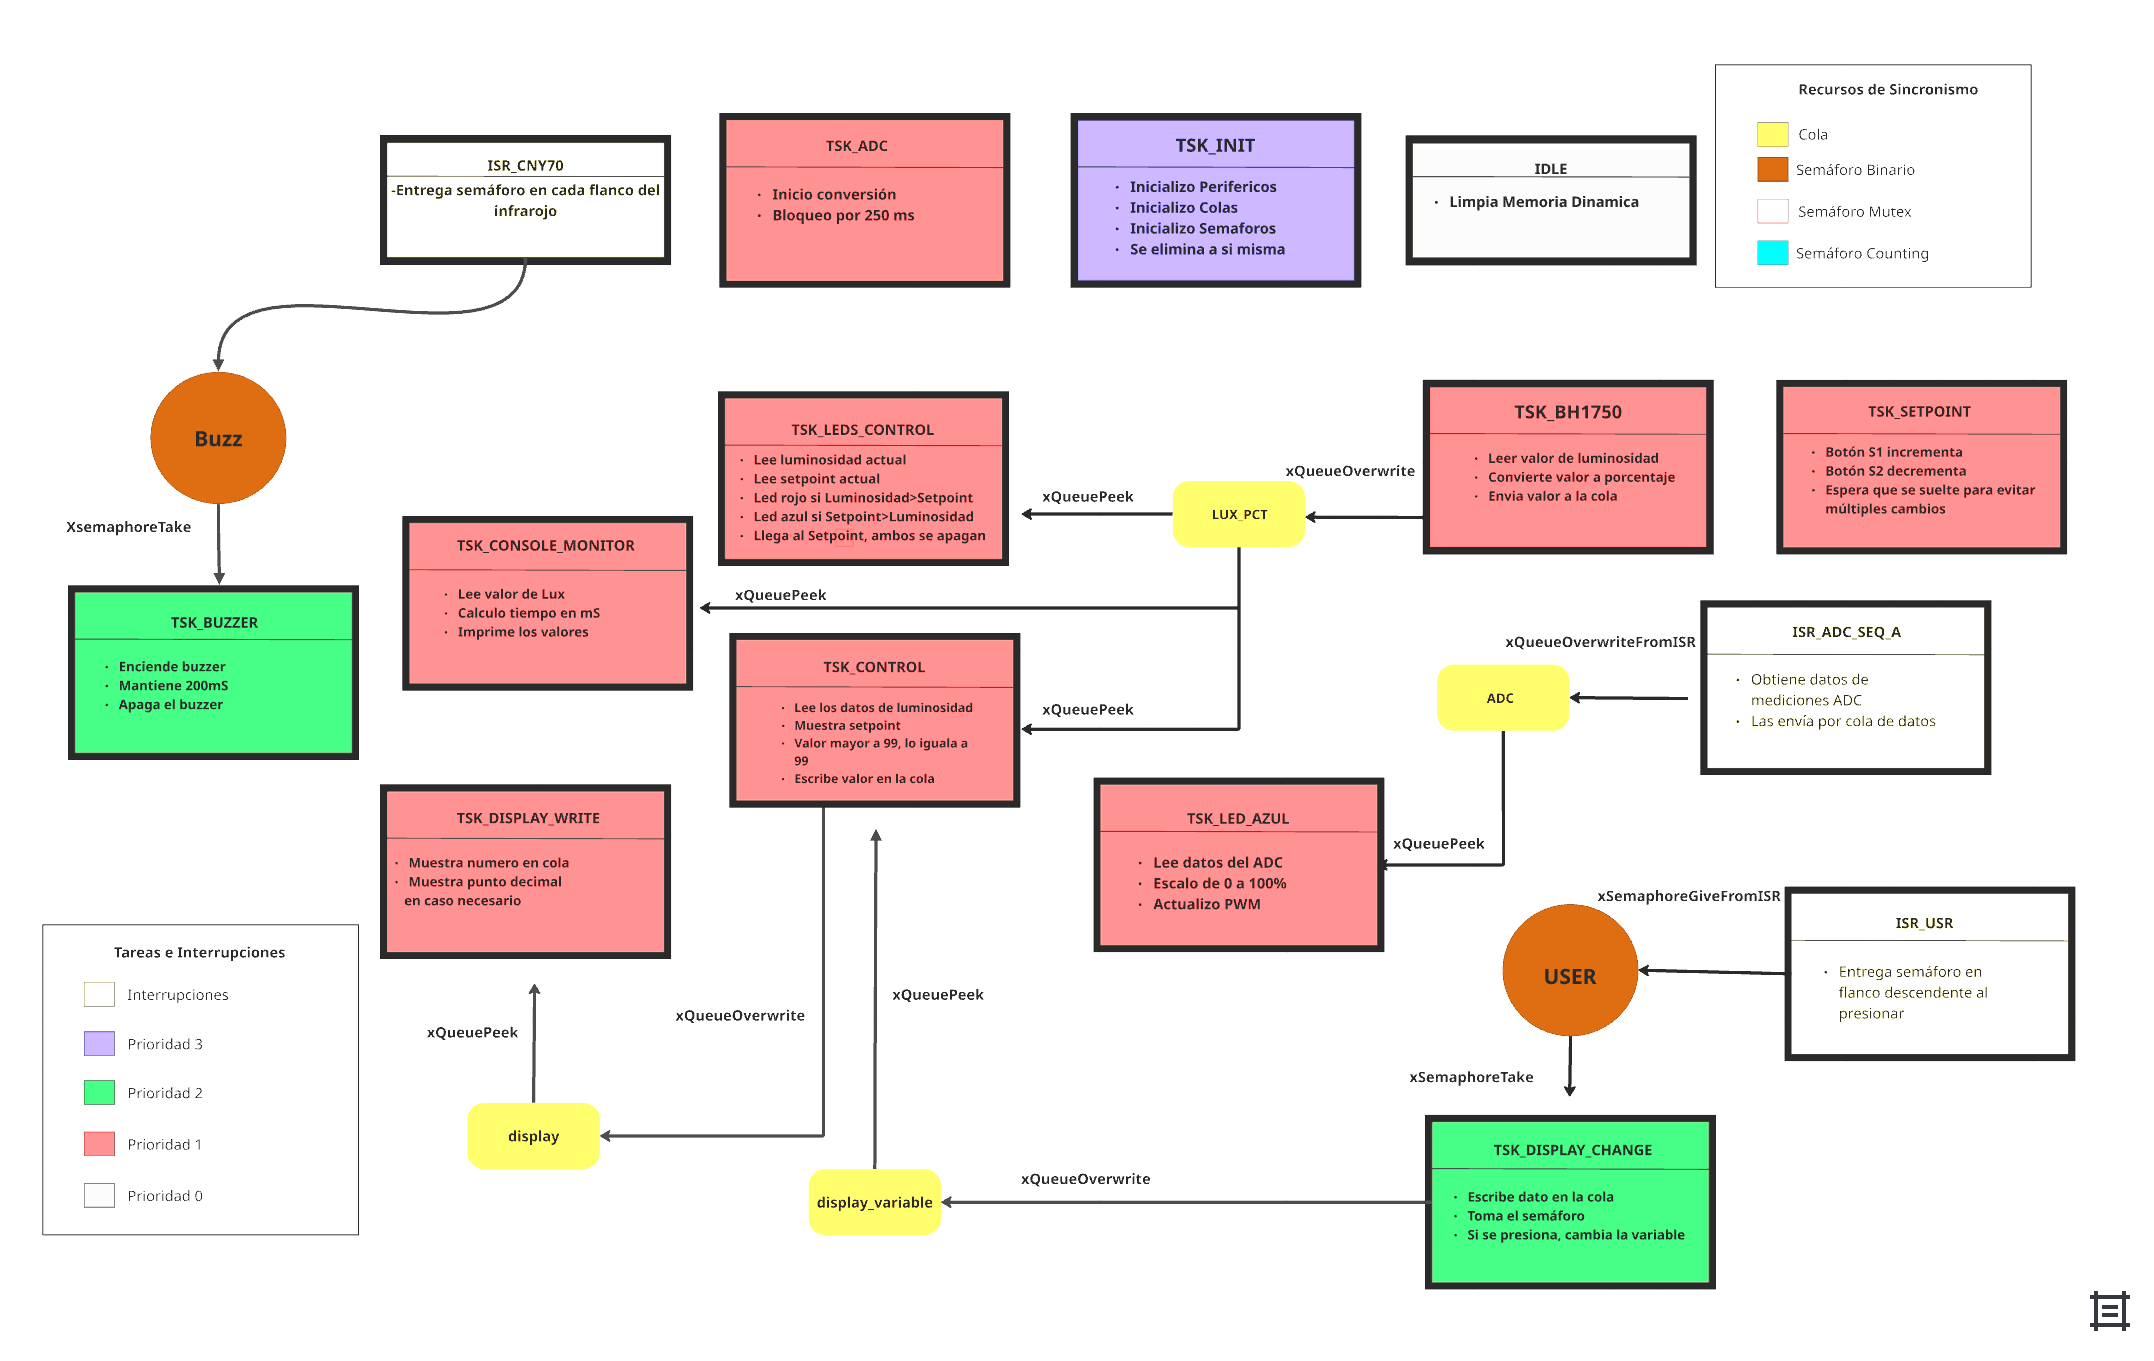 Recursos de Sincronismo
Cola
Semáforo Binario
Semáforo Mutex
Semáforo Counting
ISR_CNY70
-Entrega semáforo en cada flanco del
infrarojo
TSK_ADC
· Inicio conversión
· Bloqueo por 250 ms
TSK_INIT
· Inicializo Perifericos
· Inicializo Colas
· Inicializo Semaforos
· Se elimina a si misma
IDLE
· Limpia Memoria Dinamica
Buzz
XsemaphoreTake
TSK_BUZZER
· Enciende buzzer
· Mantiene 200mS
· Apaga el buzzer
TSK_LEDS_CONTROL
· Lee luminosidad actual
· Lee setpoint actual
· Led rojo si Luminosidad>Setpoint
· Led azul si Setpoint>Luminosidad
· Llega al Setpoint, ambos se apagan
xQueuePeek
LUX_PCT
xQueueOverwrite
TSK_BH1750
· Leer valor de luminosidad
· Convierte valor a porcentaje
· Envia valor a la cola
TSK_SETPOINT
· Botón S1 incrementa
· Botón S2 decrementa
· Espera que se suelte para evitar
múltiples cambios
TSK_CONSOLE_MONITOR
· Lee valor de Lux
· Calculo tiempo en mS
· Imprime los valores
xQueuePeek
TSK_CONTROL
· Lee los datos de luminosidad
· Muestra setpoint
· Valor mayor a 99, lo iguala a
99
· Escribe valor en la cola
xQueuePeek
xQueueOverwriteFromISR
ADC
ISR_ADC_SEQ_A
· Obtiene datos de
mediciones ADC
· Las envía por cola de datos
TSK_DISPLAY_WRITE
· Muestra numero en cola
· Muestra punto decimal
en caso necesario
TSK_LED_AZUL
· Lee datos del ADC
· Escalo de 0 a 100%
· Actualizo PWM
xQueuePeek
xSemaphoreGiveFromISR
USER
ISR_USR
· Entrega semáforo en
flanco descendente al
presionar
Tareas e Interrupciones
Interrupciones
Prioridad 3
Prioridad 2
Prioridad 1
Prioridad 0
xQueuePeek
xQueueOverwrite
xQueuePeek
xSemaphoreTake
display
display_variable
xQueueOverwrite
TSK_DISPLAY_CHANGE
· Escribe dato en la cola
· Toma el semáforo
· Si se presiona, cambia la variable